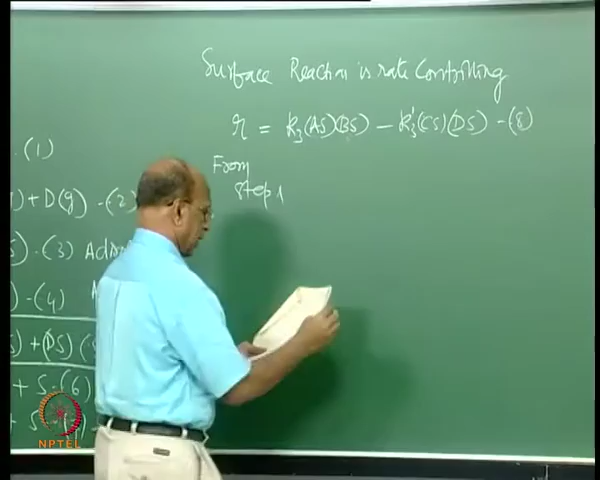 Surface Reaction is rate Controlling
r = k₃(AS)(BS) - k₃'(CS)(DS) -(8)
From
Step 1
-(1)
)+D(g) -(2)
S) -(3)
) -(4)
S) +(DS)
+ S -(6)
+ S
NPTEL